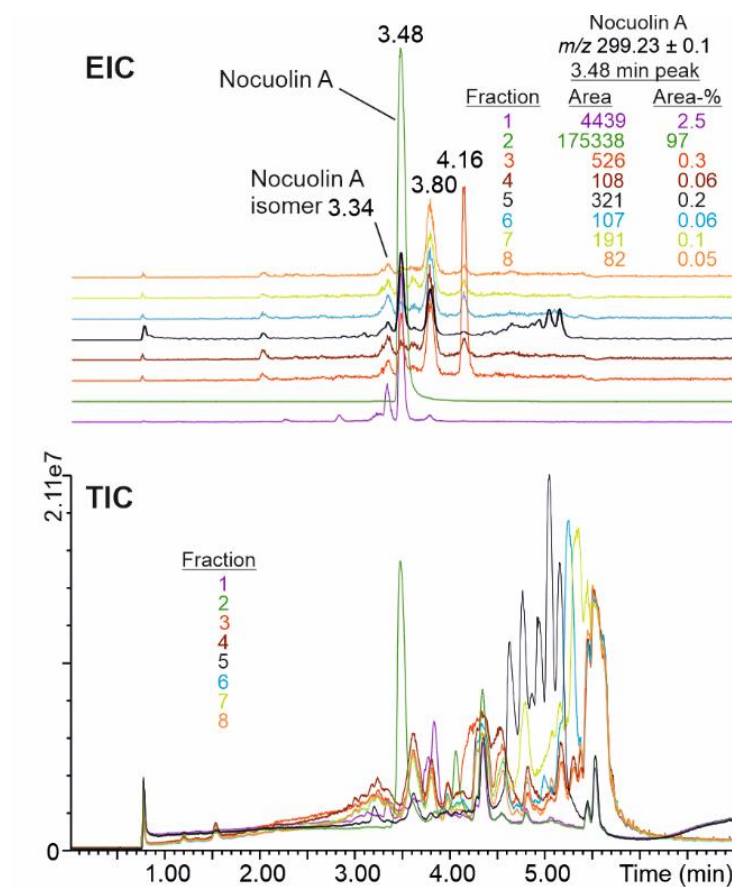 EIC
3.48
Nocuolin A
Nocuolin A
isomer 3.34
3.80
4.16
Nocuolin A
m/z 299.23 ± 0.1
3.48 min peak
Fraction Area Area-%
1 4439 2.5
2 175338 97
3 526 0.3
4 108 0.06
5 321 0.2
6 107 0.06
7 191 0.1
8 82 0.05
TIC
2.11e7
0
Fraction
1
2
3
4
5
6
7
8
1.00 2.00 3.00 4.00 5.00 Time (min)